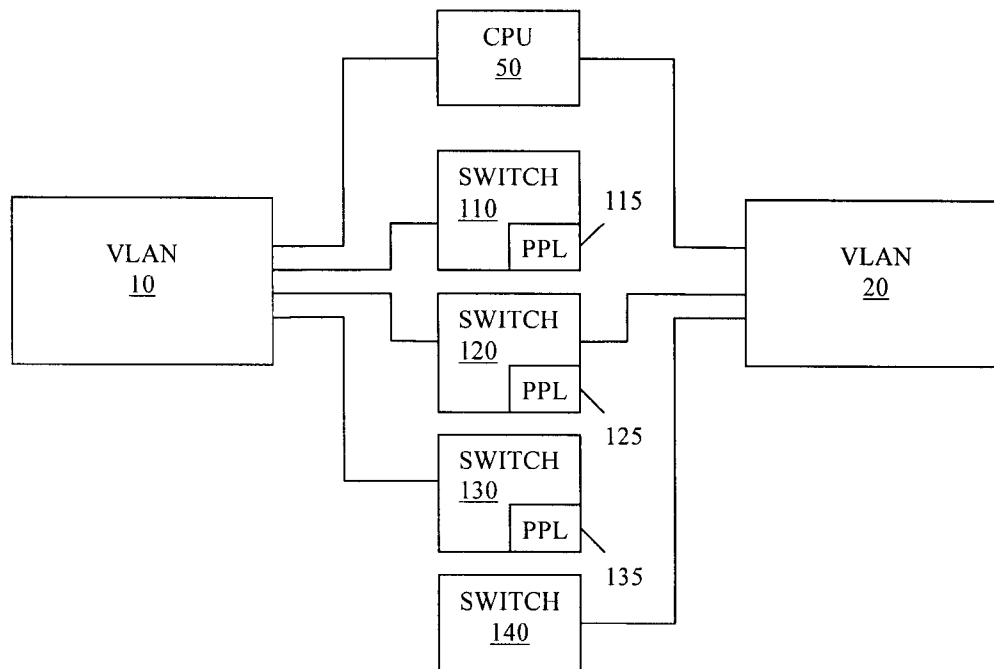 CPU
50
SWITCH
110
PPL
115
VLAN
10
VLAN
20
SWITCH
120
PPL
125
SWITCH
130
PPL
135
SWITCH
140